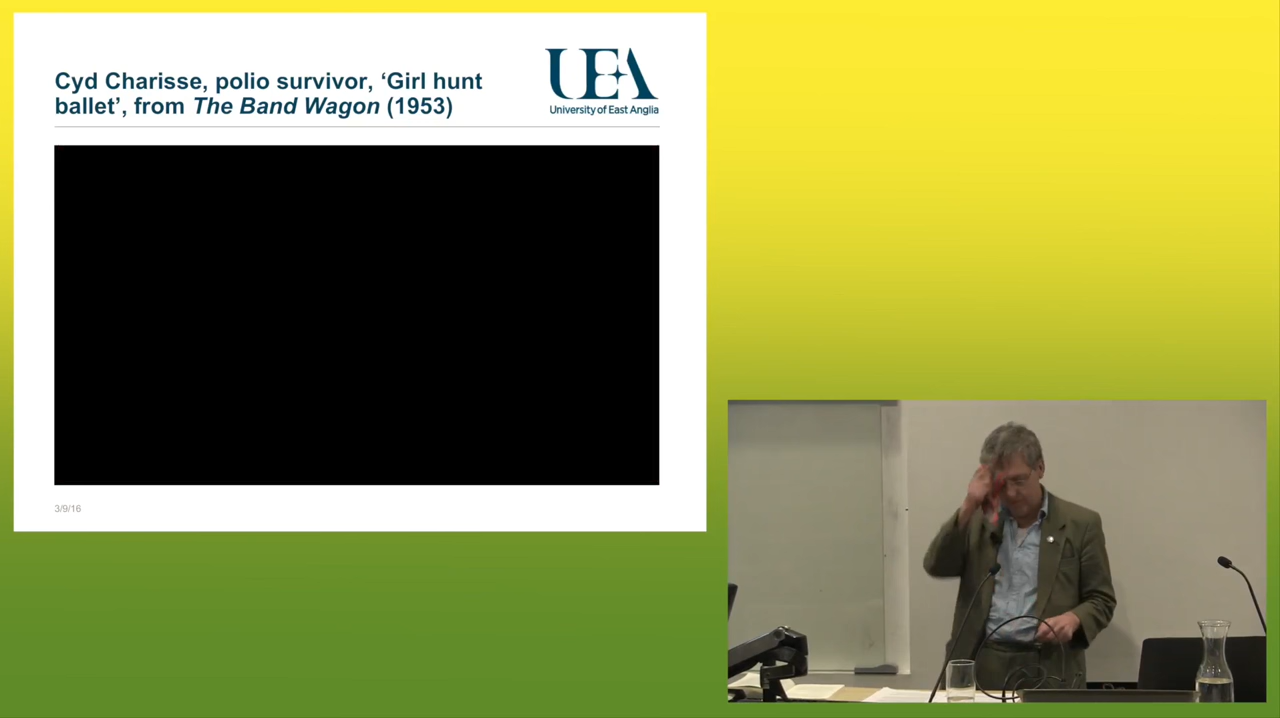 Cyd Charisse, polio survivor, ‘Girl hunt
ballet’, from The Band Wagon (1953)
UEA
University of East Anglia
3/9/16